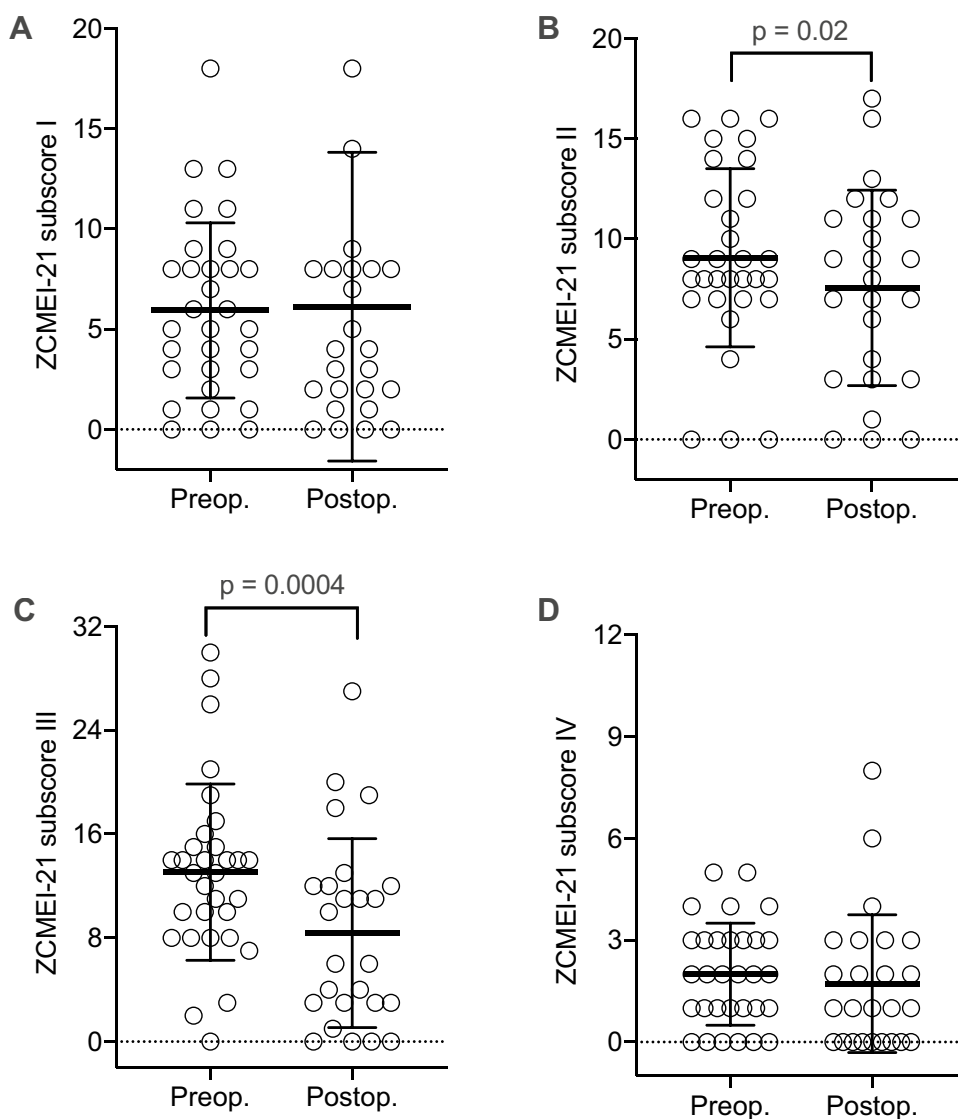 A
ZCMEI-21 subscore I
20
15
10
5
0
Preop.
Postop.
B
p = 0.02
ZCMEI-21 subscore II
20
15
10
5
0
Preop.
Postop.
C
p = 0.0004
ZCMEI-21 subscore III
32
24
16
8
0
Preop.
Postop.
D
ZCMEI-21 subscore IV
12
9
6
3
0
Preop.
Postop.